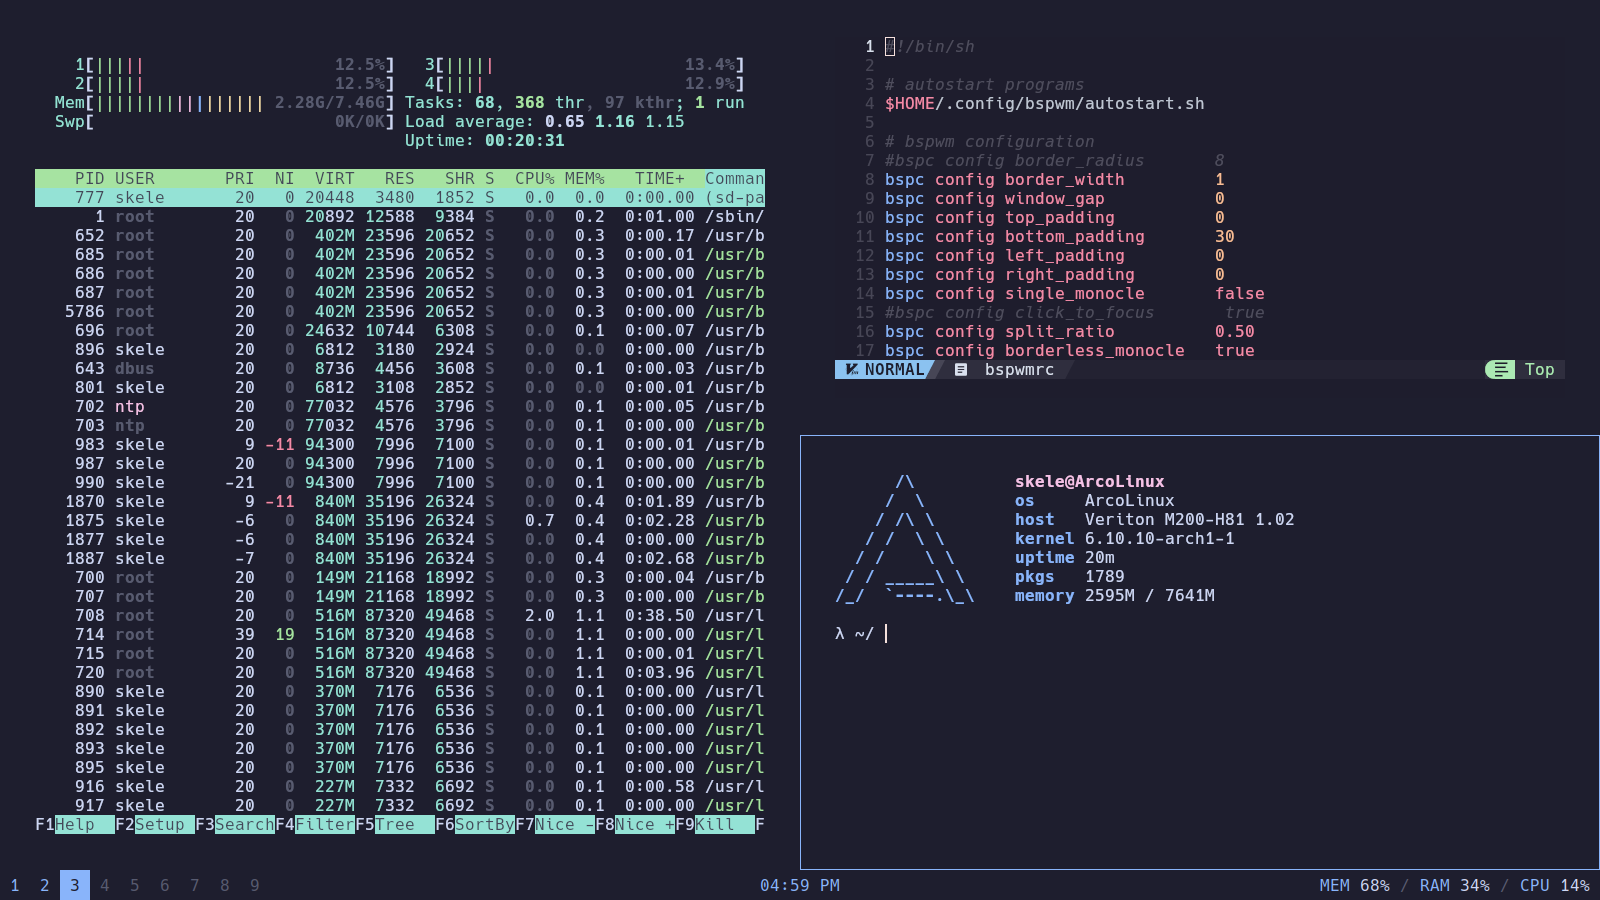 1[|||||                   12.5%]   3[|||||                   13.4%]
2[|||||                   12.5%]   4[||||                    12.9%]
Mem[||||||||||||||||| 2.28G/7.46G] Tasks: 68, 368 thr, 97 kthr; 1 run
Swp[                        0K/0K] Load average: 0.65 1.16 1.15
Uptime: 00:20:31
PID USER       PRI  NI  VIRT   RES   SHR S  CPU% MEM%   TIME+  Comman
777 skele       20   0 20448  3480  1852 S   0.0  0.0  0:00.00 (sd-pa
1 root        20   0 20892 12588  9384 S   0.0  0.2  0:01.00 /sbin/
652 root        20   0  402M 23596 20652 S   0.0  0.3  0:00.17 /usr/b
685 root        20   0  402M 23596 20652 S   0.0  0.3  0:00.01 /usr/b
686 root        20   0  402M 23596 20652 S   0.0  0.3  0:00.00 /usr/b
687 root        20   0  402M 23596 20652 S   0.0  0.3  0:00.01 /usr/b
5786 root        20   0  402M 23596 20652 S   0.0  0.3  0:00.00 /usr/b
696 root        20   0 24632 10744  6308 S   0.0  0.1  0:00.07 /usr/b
896 skele       20   0  6812  3180  2924 S   0.0  0.0  0:00.00 /usr/b
643 dbus        20   0  8736  4456  3608 S   0.0  0.1  0:00.03 /usr/b
801 skele       20   0  6812  3108  2852 S   0.0  0.0  0:00.01 /usr/b
702 ntp         20   0 77032  4576  3796 S   0.0  0.1  0:00.05 /usr/b
703 ntp         20   0 77032  4576  3796 S   0.0  0.1  0:00.00 /usr/b
983 skele        9 -11 94300  7996  7100 S   0.0  0.1  0:00.01 /usr/b
987 skele       20   0 94300  7996  7100 S   0.0  0.1  0:00.00 /usr/b
990 skele      -21   0 94300  7996  7100 S   0.0  0.1  0:00.00 /usr/b
1870 skele        9 -11  840M 35196 26324 S   0.0  0.4  0:01.89 /usr/b
1875 skele       -6   0  840M 35196 26324 S   0.7  0.4  0:02.28 /usr/b
1877 skele       -6   0  840M 35196 26324 S   0.0  0.4  0:00.00 /usr/b
1887 skele       -7   0  840M 35196 26324 S   0.0  0.4  0:02.68 /usr/b
700 root        20   0  149M 21168 18992 S   0.0  0.3  0:00.04 /usr/b
707 root        20   0  149M 21168 18992 S   0.0  0.3  0:00.00 /usr/b
708 root        20   0  516M 87320 49468 S   2.0  1.1  0:38.50 /usr/l
714 root        39  19  516M 87320 49468 S   0.0  1.1  0:00.00 /usr/l
715 root        20   0  516M 87320 49468 S   0.0  1.1  0:00.01 /usr/l
720 root        20   0  516M 87320 49468 S   0.0  1.1  0:03.96 /usr/l
890 skele       20   0  370M  7176  6536 S   0.0  0.1  0:00.00 /usr/l
891 skele       20   0  370M  7176  6536 S   0.0  0.1  0:00.00 /usr/l
892 skele       20   0  370M  7176  6536 S   0.0  0.1  0:00.00 /usr/l
893 skele       20   0  370M  7176  6536 S   0.0  0.1  0:00.00 /usr/l
895 skele       20   0  370M  7176  6536 S   0.0  0.1  0:00.00 /usr/l
916 skele       20   0  227M  7332  6692 S   0.0  0.1  0:00.58 /usr/l
917 skele       20   0  227M  7332  6692 S   0.0  0.1  0:00.00 /usr/l
F1Help  F2Setup F3SearchF4FilterF5Tree  F6SortByF7Nice -F8Nice +F9Kill  F
1 #!/bin/sh
2
3 # autostart programs
4 $HOME/.config/bspwm/autostart.sh
5
6 # bspwm configuration
7 #bspc config border_radius       8
8 bspc config border_width         1
9 bspc config window_gap           0
10 bspc config top_padding          0
11 bspc config bottom_padding       30
12 bspc config left_padding         0
13 bspc config right_padding        0
14 bspc config single_monocle       false
15 #bspc config click_to_focus       true
16 bspc config split_ratio          0.50
17 bspc config borderless_monocle   true
NORMAL bspwmrc Top
/\            skele@ArcoLinux
/  \           os     ArcoLinux
/ /\ \          host   Veriton M200-H81 1.02
/ /  \ \         kernel 6.10.10-arch1-1
/ /    \ \        uptime 20m
/ / _____\ \       pkgs   1789
/_/  `----.\_\      memory 2595M / 7641M
λ ~/
1 2 3 4 5 6 7 8 9 04:59 PM MEM 68% / RAM 34% / CPU 14%